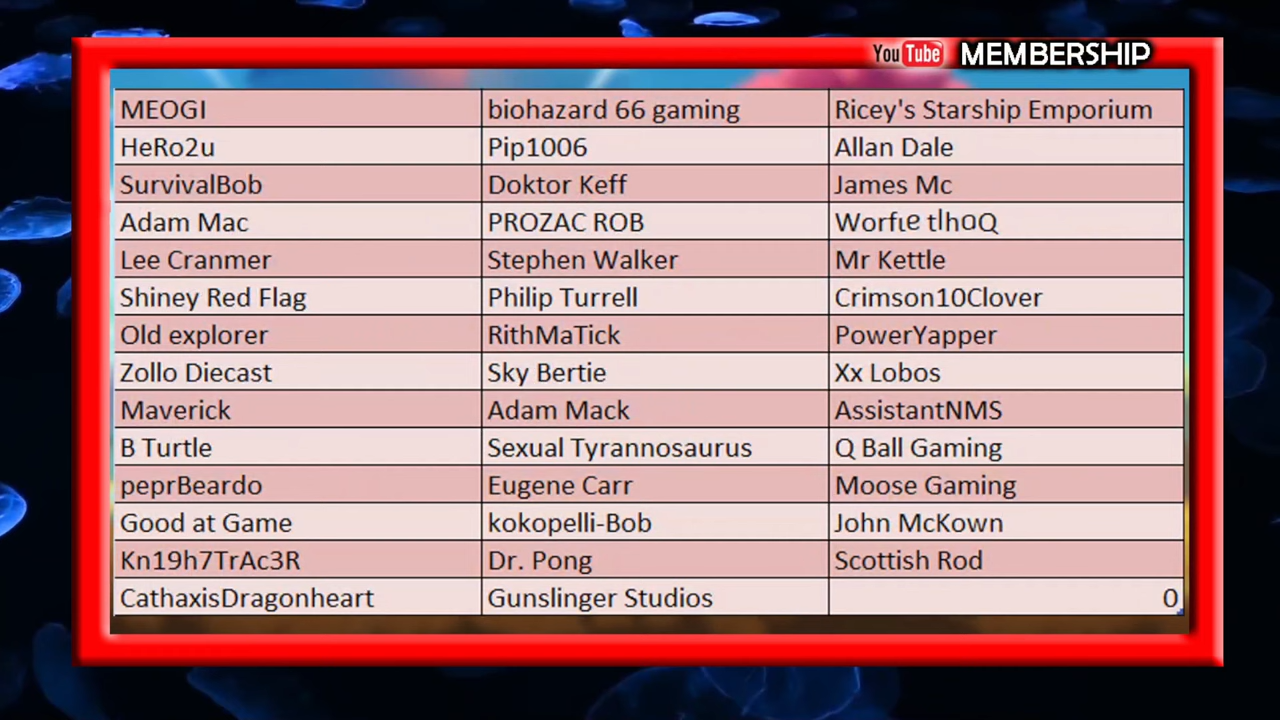 YouTube MEMBERSHIP
MEOGI biohazard 66 gaming Ricey's Starship Emporium
HeRo2u Pip1006 Allan Dale
SurvivalBob Doktor Keff James Mc
Adam Mac PROZAC ROB Worfιҽ tlhɑQ
Lee Cranmer Stephen Walker Mr Kettle
Shiney Red Flag Philip Turrell Crimson10Clover
Old explorer RithMaTick PowerYapper
Zollo Diecast Sky Bertie Xx Lobos
Maverick Adam Mack AssistantNMS
B Turtle Sexual Tyrannosaurus Q Ball Gaming
peprBeardo Eugene Carr Moose Gaming
Good at Game kokopelli-Bob John McKown
Kn19h7TrAc3R Dr. Pong Scottish Rod
CathaxisDragonheart Gunslinger Studios 0